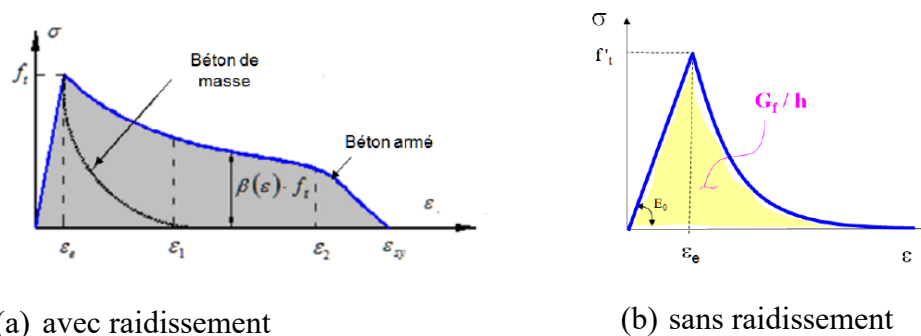 σ
f_t
Béton de
masse
Béton armé
β(ε)· f_t
ε
ε_e
ε_1
ε_2
ε_sy
(a) avec raidissement
σ
f'_t
G_f / h
E_0
ε_e
ε
(b) sans raidissement